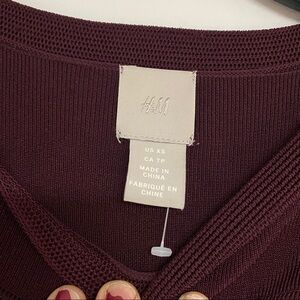 H&M
US XS
CA TP
MADE IN
CHINA
FABRIQUÉ EN
CHINE